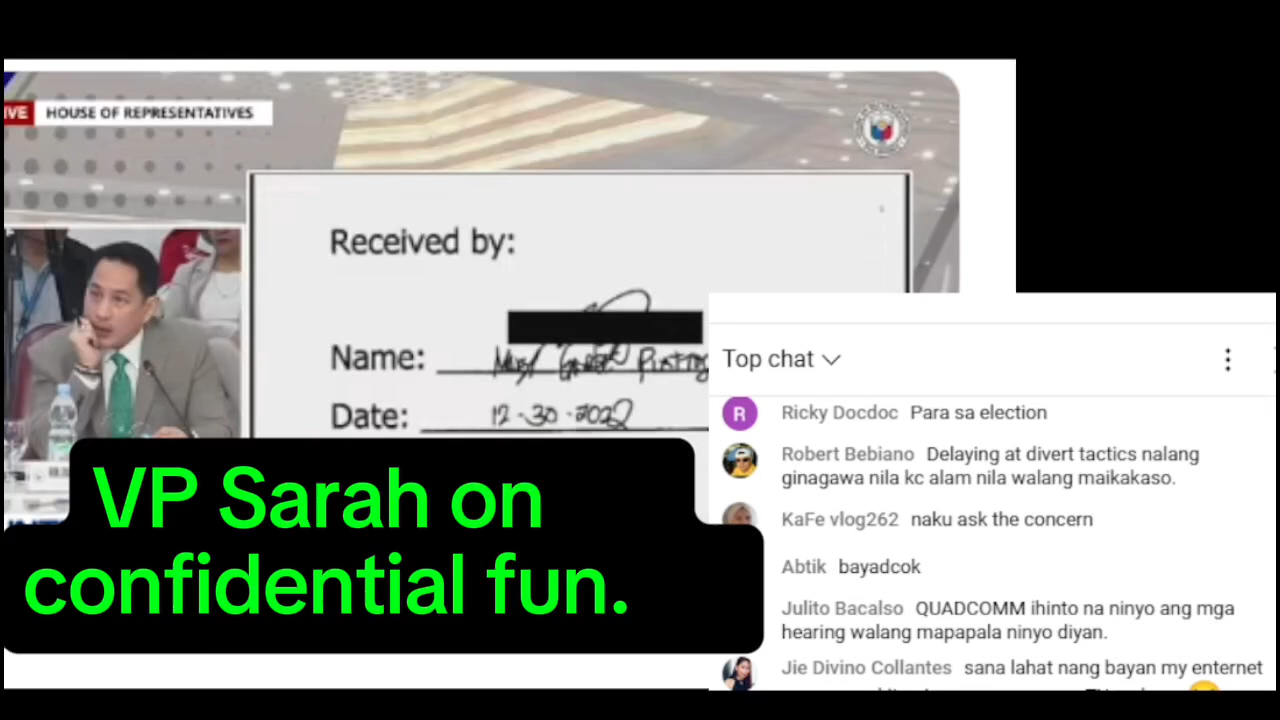 HOUSE OF REPRESENTATIVES
Received by:
Name:
Date: 12-30-2022
VP Sarah on
confidential fun.
Top chat
R Ricky Docdoc Para sa election
Robert Bebiano Delaying at divert tactics nalang
ginagawa nila kc alam nila walang maikakaso.
KaFe vlog262 naku ask the concern
Abtik bayadcok
Julito Bacalso QUADCOMM ihinto na ninyo ang mga
hearing walang mapapala ninyo diyan.
Jie Divino Collantes sana lahat nang bayan my enternet